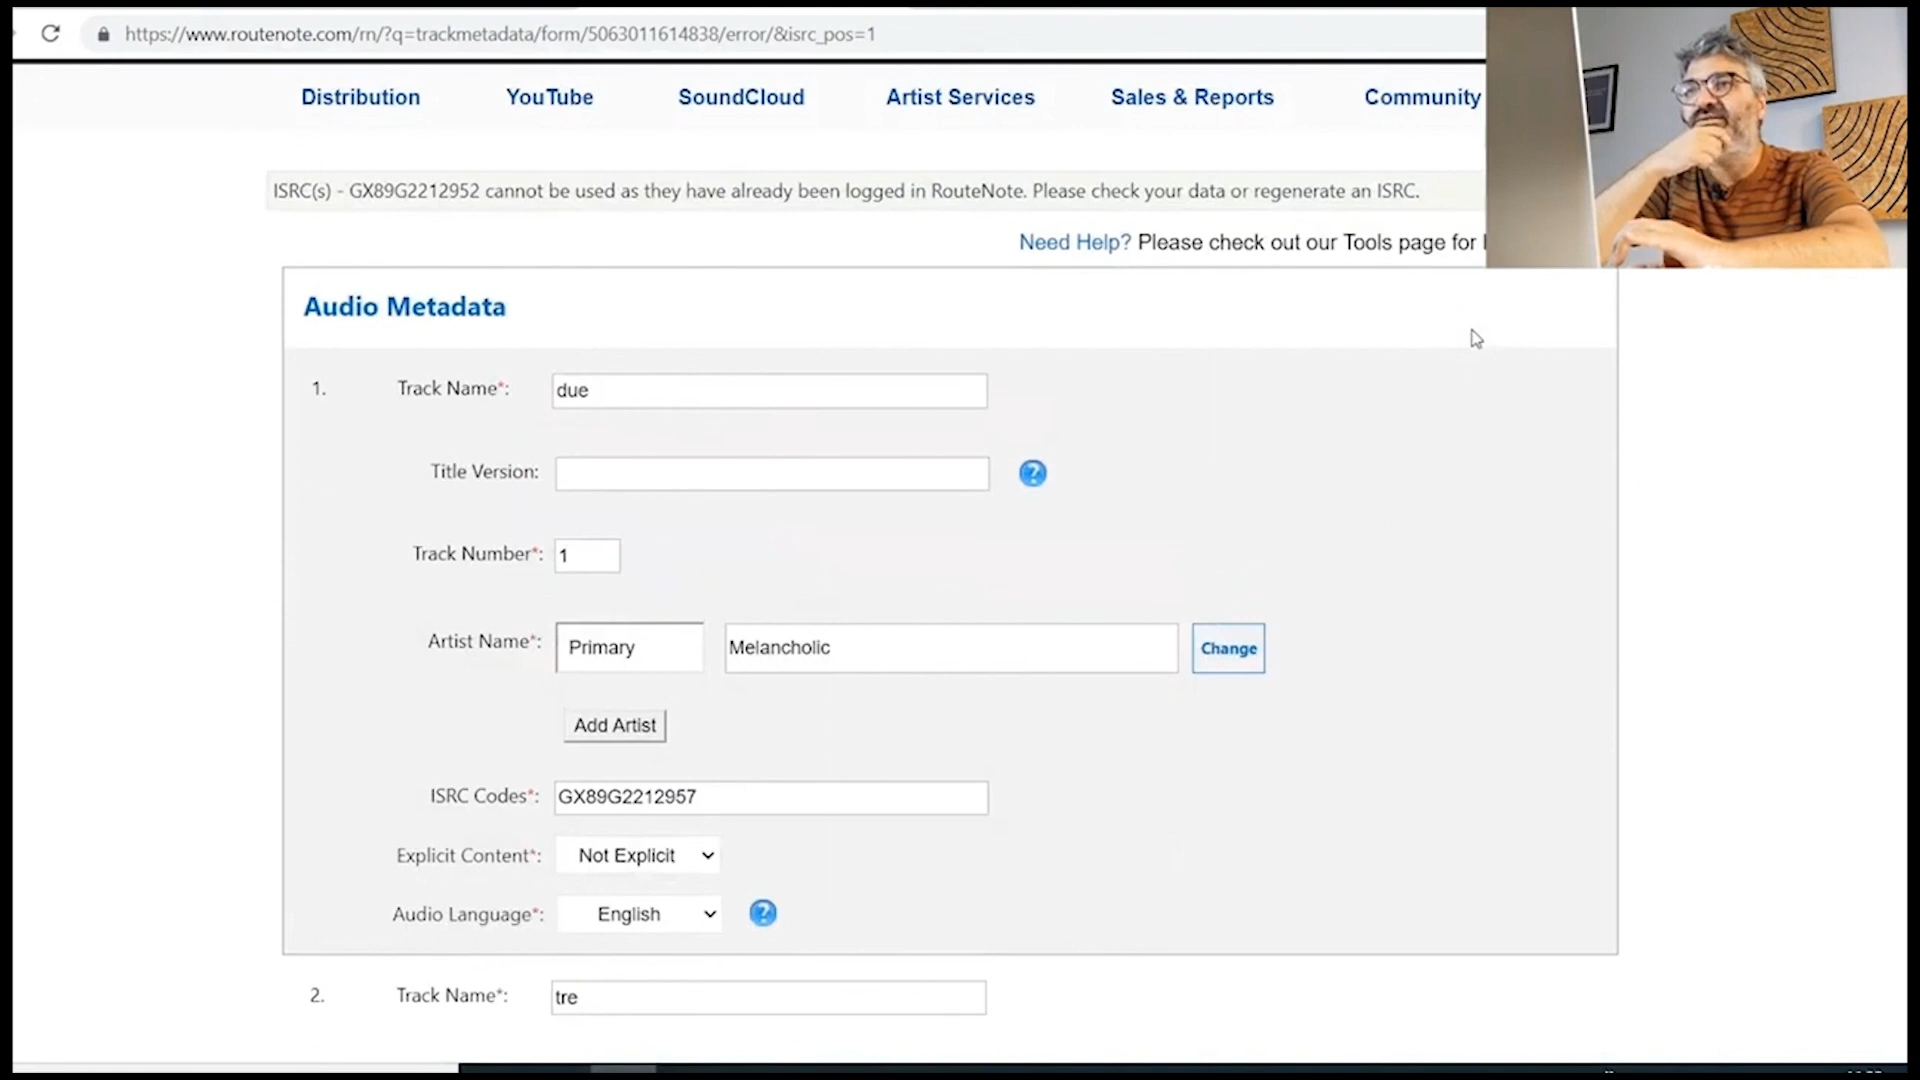 https://www.routenote.com/rn/?q=trackmetadata/form/5063011614838/error/&isrc_pos=1
Distribution YouTube SoundCloud Artist Services Sales & Reports Community
ISRC(s) - GX89G2212952 cannot be used as they have already been logged in RouteNote. Please check your data or regenerate an ISRC.
Need Help? Please check out our Tools page for
Audio Metadata
1. Track Name*: due
Title Version:
Track Number*: 1
Artist Name*: Primary Melancholic Change
Add Artist
ISRC Codes*: GX89G2212957
Explicit Content*: Not Explicit
Audio Language*: English
2. Track Name*: tre